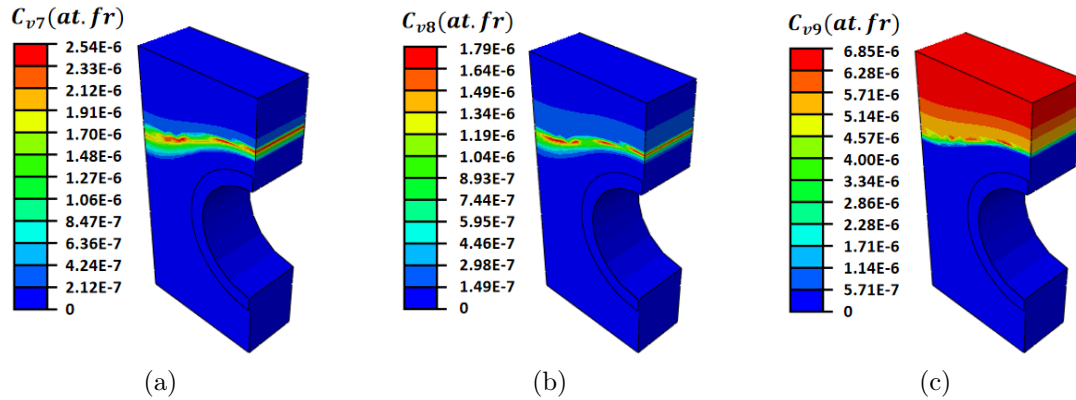 C_v7(at.fr)
2.54E-6
2.33E-6
2.12E-6
1.91E-6
1.70E-6
1.48E-6
1.27E-6
1.06E-6
8.47E-7
6.36E-7
4.24E-7
2.12E-7
0
(a)
C_v8(at.fr)
1.79E-6
1.64E-6
1.49E-6
1.34E-6
1.19E-6
1.04E-6
8.93E-7
7.44E-7
5.95E-7
4.46E-7
2.98E-7
1.49E-7
0
(b)
C_v9(at.fr)
6.85E-6
6.28E-6
5.71E-6
5.14E-6
4.57E-6
4.00E-6
3.34E-6
2.86E-6
2.28E-6
1.71E-6
1.14E-6
5.71E-7
0
(c)